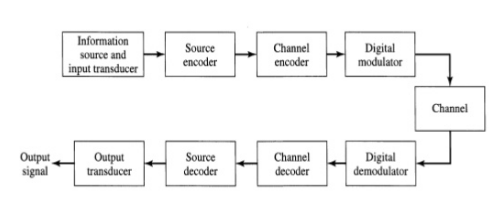 Information
source and
input transducer
Source
encoder
Channel
encoder
Digital
modulator
Channel
Output
signal
Output
transducer
Source
decoder
Channel
decoder
Digital
demodulator